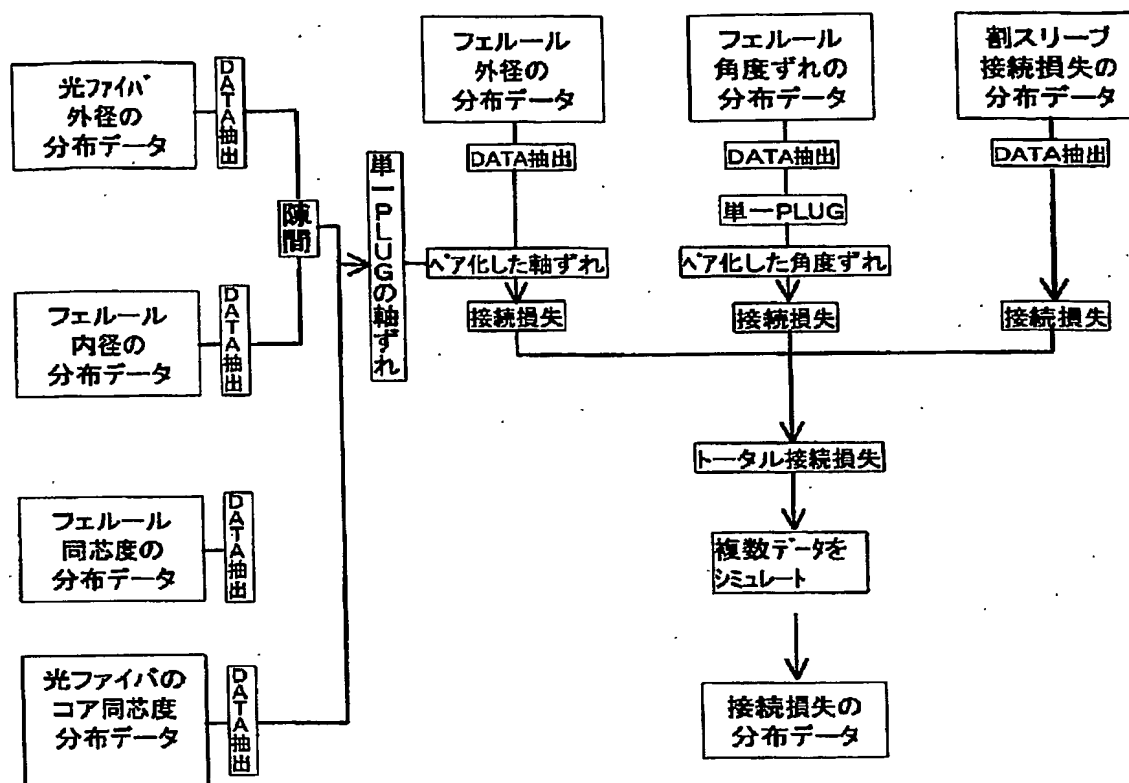 光ファイバ
外径の
分布データ
DATA抽出
フェルール
内径の
分布データ
DATA抽出
隙間
フェルール
同芯度の
分布データ
DATA抽出
光ファイバの
コア同芯度
分布データ
DATA抽出
単一PLUGの軸ずれ
フェルール
外径の
分布データ
DATA抽出
ペア化した軸ずれ
接続損失
フェルール
角度ずれの
分布データ
DATA抽出
単一PLUG
ペア化した角度ずれ
接続損失
割スリーブ
接続損失の
分布データ
DATA抽出
接続損失
トータル接続損失
複数データを
シミュレート
接続損失の
分布データ